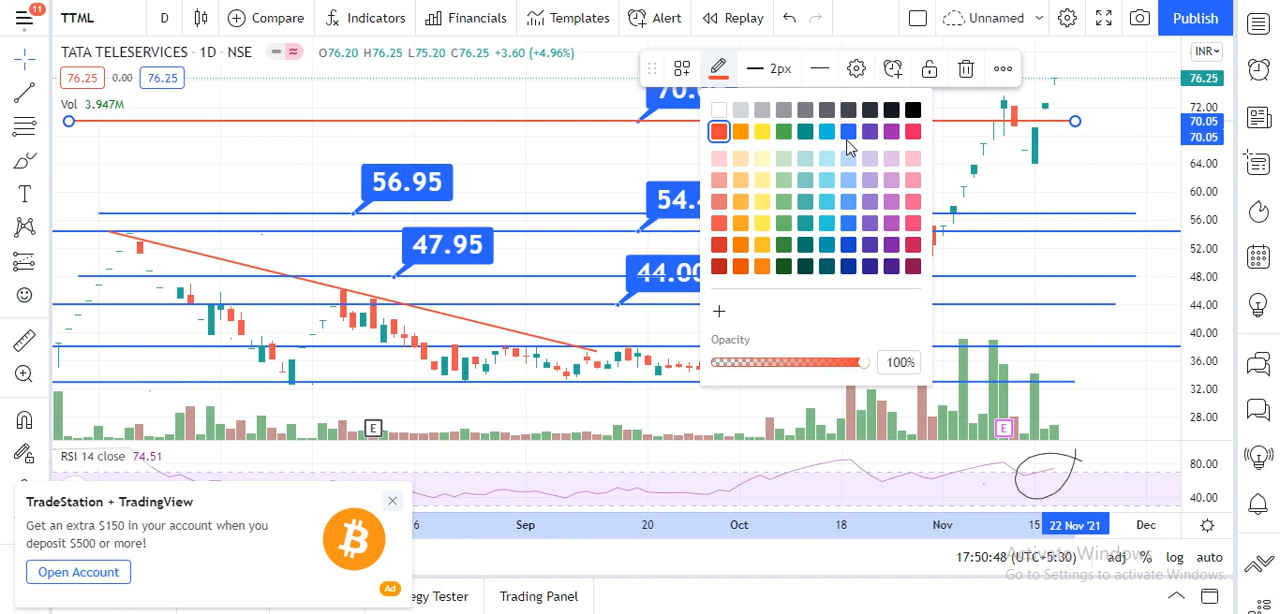 11
TTML
D
Compare
Indicators
Financials
Templates
Alert
Replay
Unnamed
Publish
TATA TELESERVICES · 1D · NSE
O76.20 H76.25 L75.20 C76.25 +3.60 (+4.96%)
76.25 0.00 76.25
Vol 3.947M
2px
INR
76.25
72.00
70.05
70.05
64.00
60.00
56.00
52.00
48.00
44.00
40.00
36.00
32.00
28.00
56.95
47.95
44.00
Opacity
100%
E
E
RSI 14 close 74.51
80.00
40.00
6 Sep 20 Oct 18 Nov 15 22 Nov '21 Dec
TradeStation + TradingView
Get an extra $150 in your account when you
deposit $500 or more!
Open Account
Ad
17:50:48 (UTC+5:30) adj % log auto
Activate Windows
Go to Settings to activate Windows.
egy Tester
Trading Panel